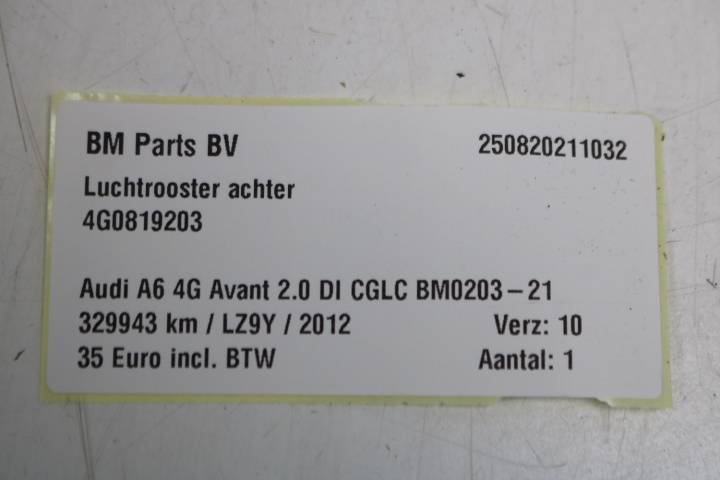 BM Parts BV 250820211032
Luchtrooster achter
4G0819203
Audi A6 4G Avant 2.0 DI CGLC BM0203-21
329943 km / LZ9Y / 2012 Verz: 10
35 Euro incl. BTW Aantal: 1